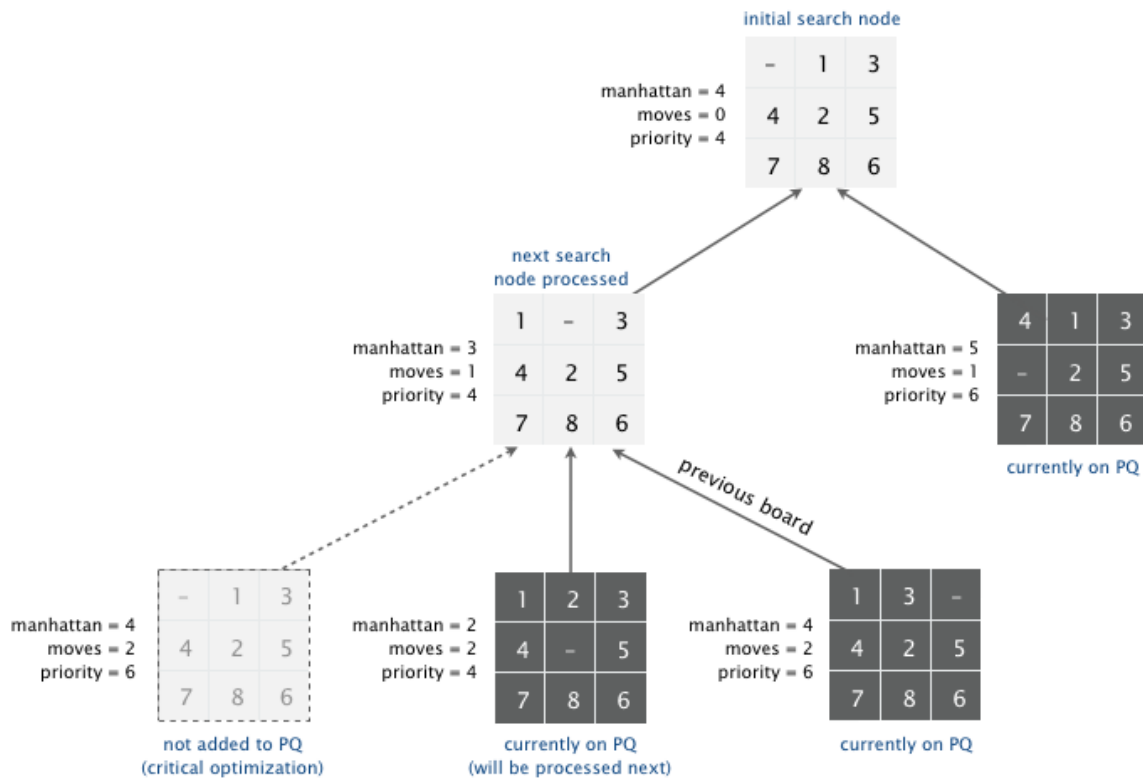 initial search node
- 1 3
manhattan = 4
moves = 0
priority = 4
4 2 5
7 8 6
next search
node processed
1 - 3
manhattan = 3
moves = 1
priority = 4
4 2 5
7 8 6
4 1 3
manhattan = 5
moves = 1
priority = 6
- 2 5
7 8 6
currently on PQ
previous board
- 1 3
manhattan = 4
moves = 2
priority = 6
4 2 5
7 8 6
not added to PQ
(critical optimization)
1 2 3
manhattan = 2
moves = 2
priority = 4
4 - 5
7 8 6
currently on PQ
(will be processed next)
1 3 -
manhattan = 4
moves = 2
priority = 6
4 2 5
7 8 6
currently on PQ